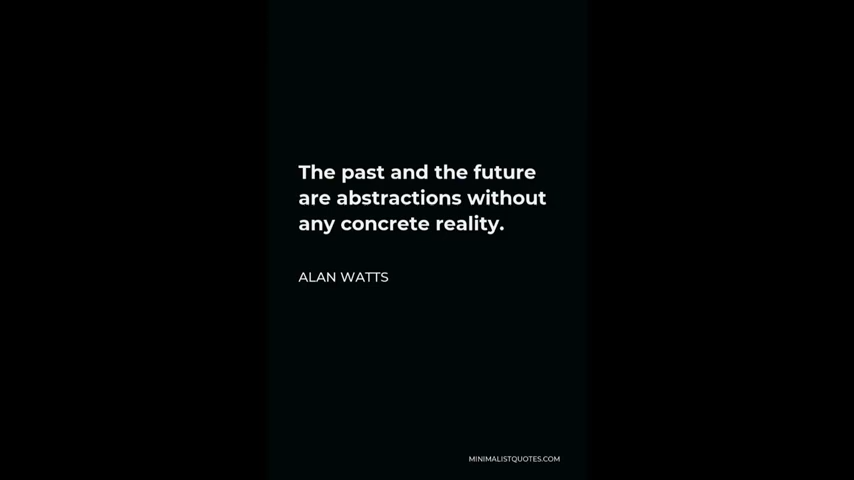 The past and the future
are abstractions without
any concrete reality.
ALAN WATTS
MINIMALISTQUOTES.COM